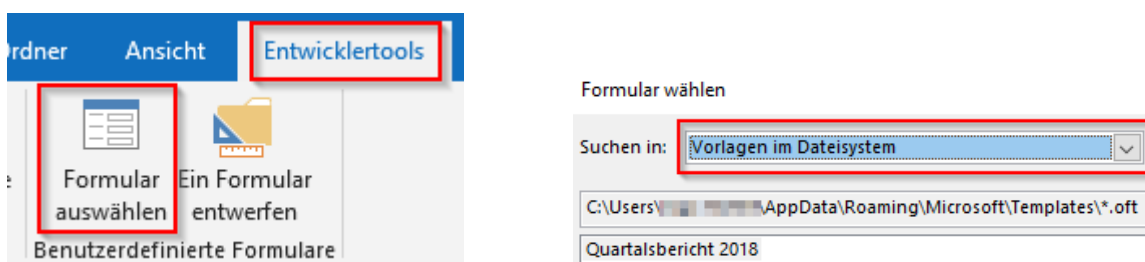 rdner Ansicht Entwicklertools
Formular auswählen
Ein Formular entwerfen
Benutzerdefinierte Formulare
Formular wählen
Suchen in: Vorlagen im Dateisystem
C:\Users\ \AppData\Roaming\Microsoft\Templates\*.oft
Quartalsbericht 2018